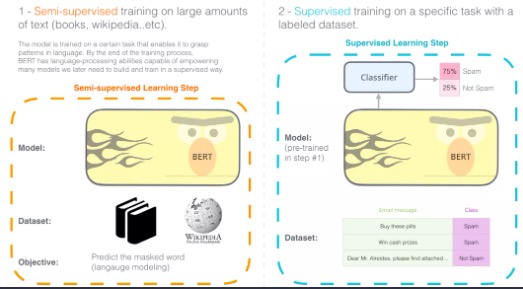 1 - Semi-supervised training on large amounts
of text (books, wikipedia..etc).
The model is trained on a certain task that enables it to grasp
patterns in language. By the end of the training process,
BERT has language-processing abilities capable of empowering
many models we later need to build and train in a supervised way.
Semi-supervised Learning Step
Model:
BERT
Dataset:
WIKIPEDIA
Objective:
Predict the masked word
(langauge modeling)
2 - Supervised training on a specific task with a
labeled dataset.
Supervised Learning Step
Classifier
75% Spam
25% Not Spam
Model:
(pre-trained
in step #1)
BERT
Dataset:
Email message Class
Buy these pills Spam
Win cash prizes Spam
Dear Mr. Atreides, please find attached... Not Spam